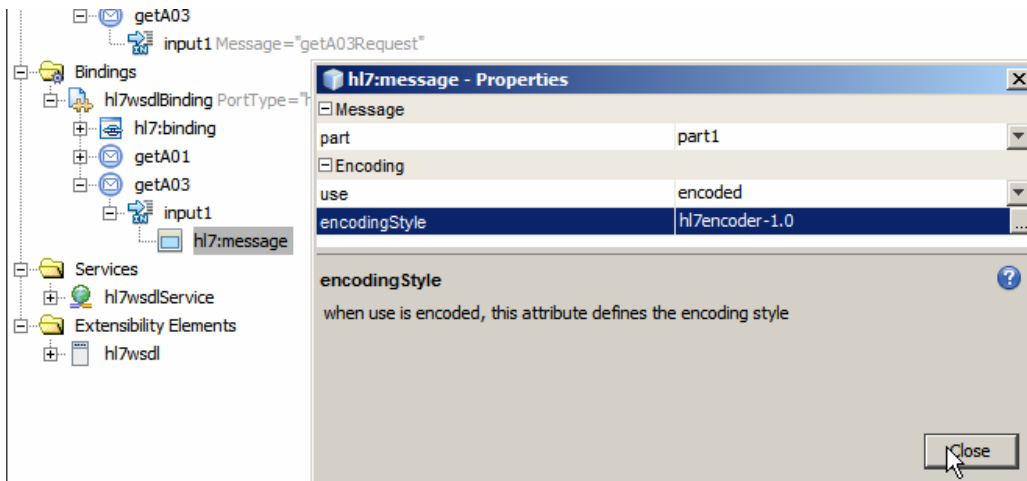 getA03
input1 Message="getA03Request"
Bindings
hl7wsdlBinding PortType="h
hl7:binding
getA01
getA03
input1
hl7:message
Services
hl7wsdlService
Extensibility Elements
hl7wsdl
hl7:message - Properties
Message
part part1
Encoding
use encoded
encodingStyle hl7encoder-1.0 ...
encodingStyle
when use is encoded, this attribute defines the encoding style
Close